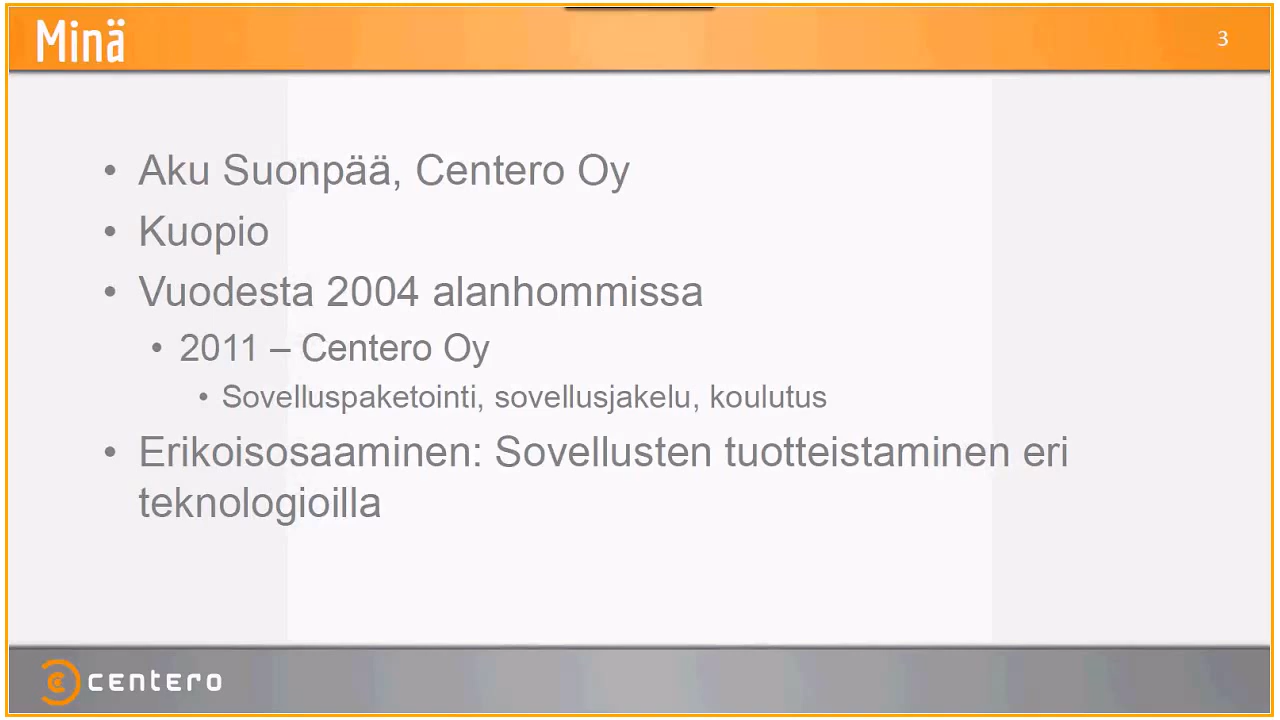 Minä
3
• Aku Suonpää, Centero Oy
• Kuopio
• Vuodesta 2004 alanhommissa
• 2011 – Centero Oy
• Sovelluspaketointi, sovellusjakelu, koulutus
• Erikoisosaaminen: Sovellusten tuotteistaminen eri
teknologioilla
centero